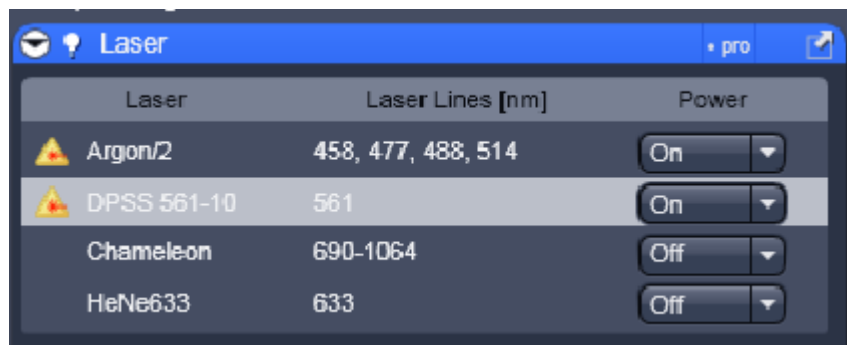 Laser • pro
Laser Laser Lines [nm] Power
Argon/2 458, 477, 488, 514 On
DPSS 561-10 561 On
Chameleon 690-1064 Off
HeNe633 633 Off